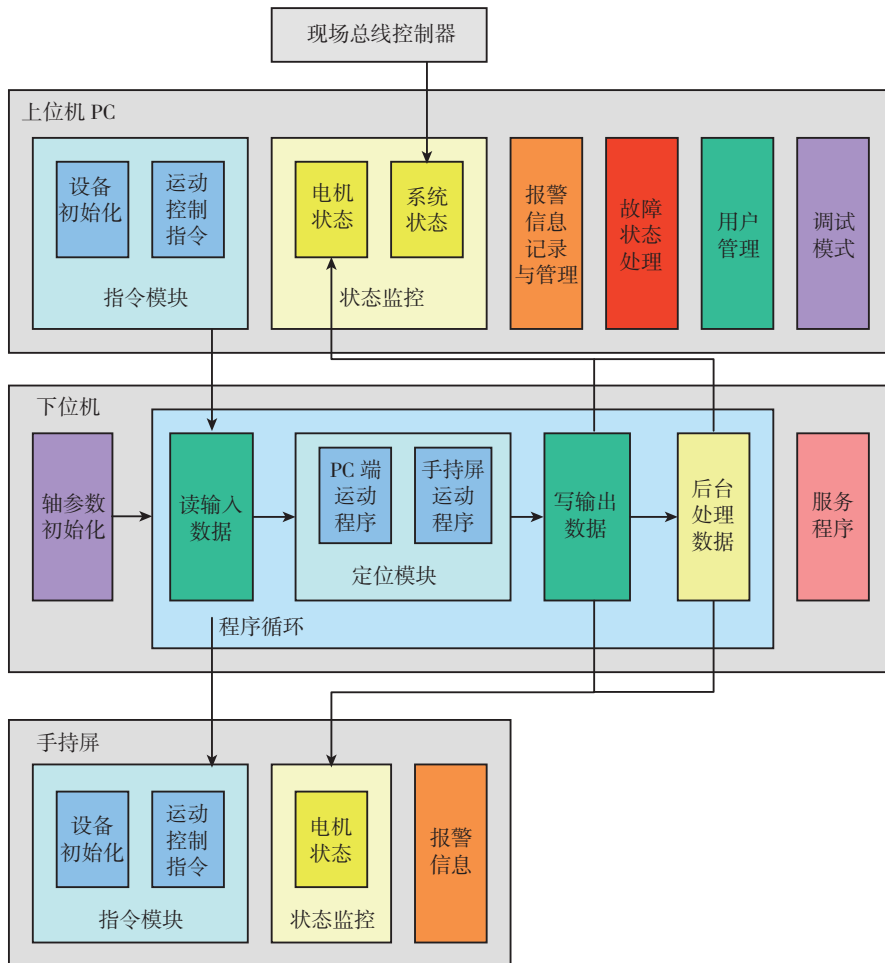 现场总线控制器
上位机 PC
设备
初始化
运动
控制
指令
指令模块
电机
状态
系统
状态
状态监控
报警
信息
记录
与管理
故障
状态
处理
用户
管理
调试
模式
下位机
轴参数
初始化
读输入
数据
PC 端
运动
程序
手持屏
运动
程序
定位模块
写输出
数据
后台
处理
数据
服务
程序
程序循环
手持屏
设备
初始化
运动
控制
指令
指令模块
电机
状态
状态监控
报警
信息